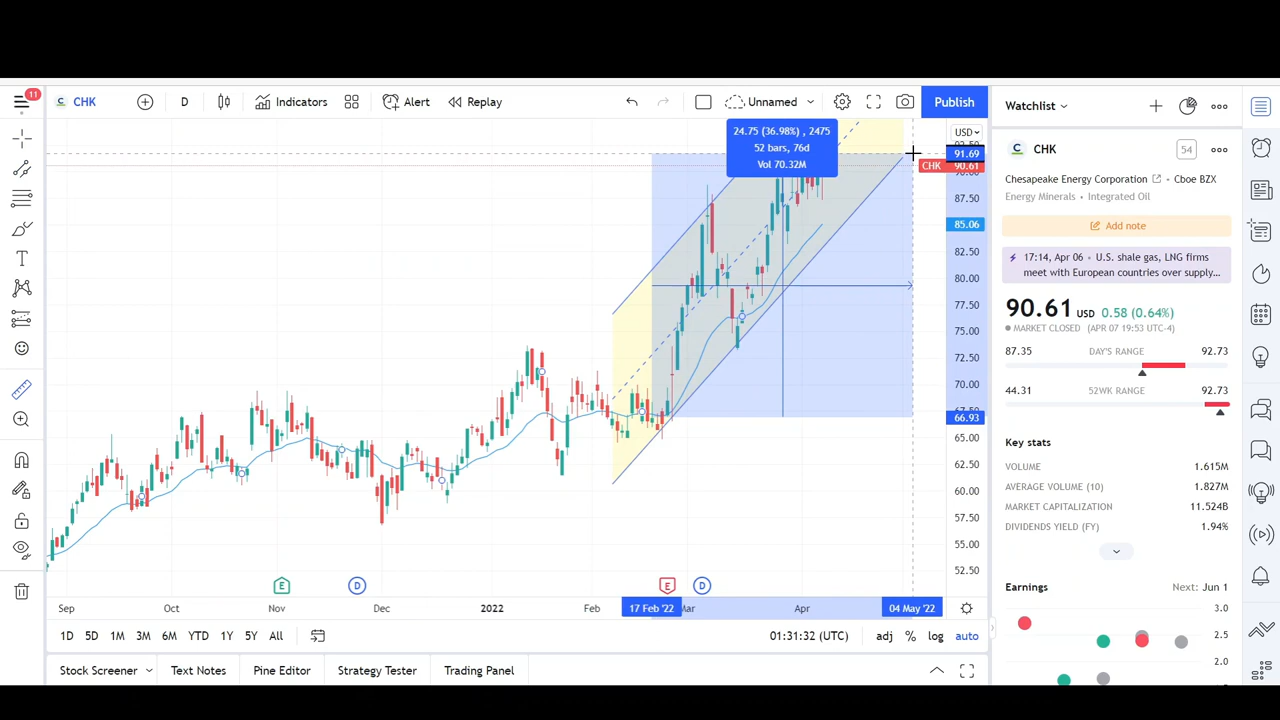 11
CHK
D
Indicators
Alert
Replay
Unnamed
Publish
Watchlist
24.75 (36.98%) , 2475
52 bars, 76d
Vol 70.32M
USD
91.69
CHK 90.61
87.50
85.06
82.50
80.00
77.50
75.00
72.50
70.00
66.93
65.00
62.50
60.00
57.50
55.00
52.50
E
D
E
D
Sep
Oct
Nov
Dec
2022
Feb
17 Feb '22
Mar
Apr
04 May '22
1D
5D
1M
3M
6M
YTD
1Y
5Y
All
01:31:32 (UTC)
adj
%
log
auto
Stock Screener
Text Notes
Pine Editor
Strategy Tester
Trading Panel
CHK
54
Chesapeake Energy Corporation • Cboe BZX
Energy Minerals • Integrated Oil
Add note
17:14, Apr 06 • U.S. shale gas, LNG firms
meet with European countries over supply...
90.61 USD 0.58 (0.64%)
MARKET CLOSED (APR 07 19:53 UTC-4)
87.35 DAY'S RANGE 92.73
44.31 52WK RANGE 92.73
Key stats
VOLUME 1.615M
AVERAGE VOLUME (10) 1.827M
MARKET CAPITALIZATION 11.524B
DIVIDENDS YIELD (FY) 1.94%
Earnings Next: Jun 1
3.0
2.5
2.0